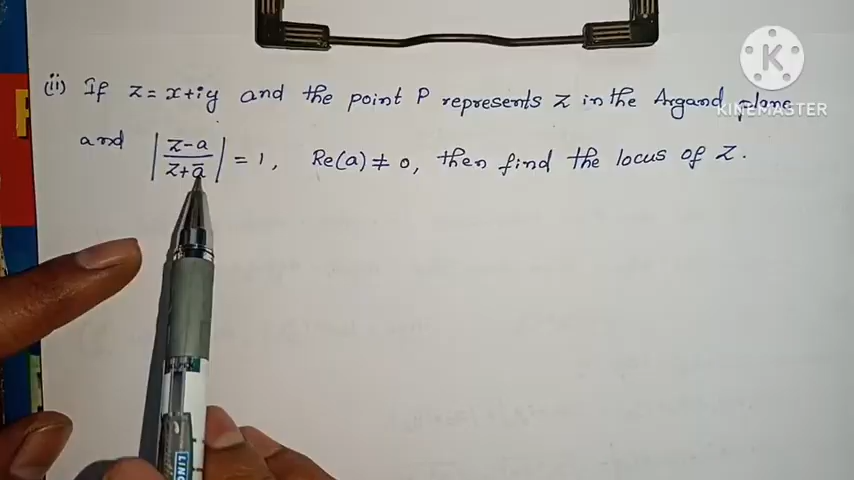 (ii) If z = x+iy and the point P represents z in the Argand plane
and |z-a / z+a̅| = 1, Re(a) ≠ 0, then find the locus of z.
K
KINEMASTER
LINC